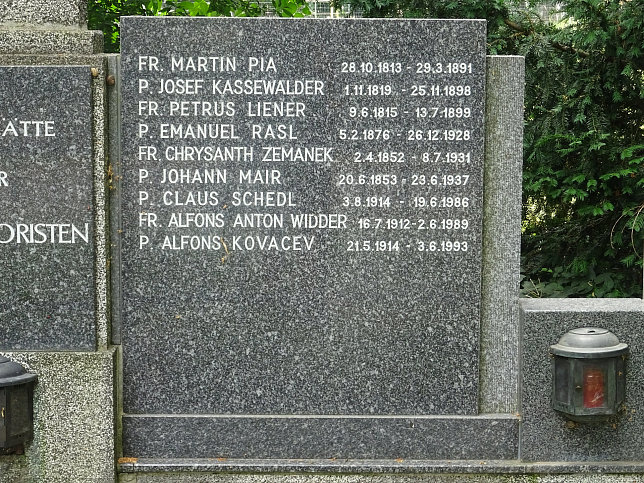 ÄTTE
R
ORISTEN
FR. MARTIN PIA 28.10.1813 - 29.3.1891
P. JOSEF KASSEWALDER 1.11.1819. - 25.11.1898
FR. PETRUS LIENER 9.6.1815 - 13.7.1899
P. EMANUEL RASL 5.2.1876 - 26.12.1928
FR. CHRYSANTH ZEMANEK 2.4.1852 - 8.7.1931
P. JOHANN MAIR 20.6.1853 - 23.6.1937
P. CLAUS SCHEDL 3.8.1914 - 19.6.1986
FR. ALFONS ANTON WIDDER 16.7.1912-2.6.1989
P. ALFONS KOVACEV 21.5.1914 - 3.6.1993